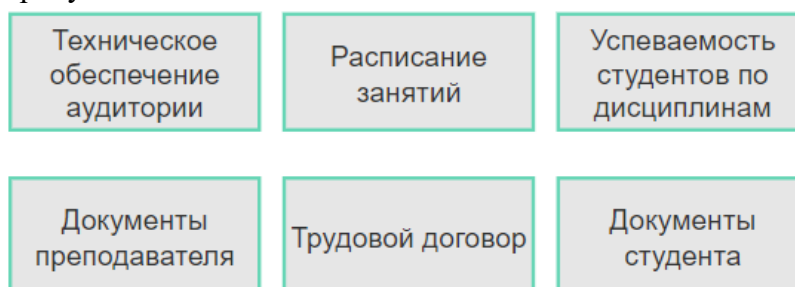 Техническое
обеспечение
аудитории
Расписание
занятий
Успеваемость
студентов по
дисциплинам
Документы
преподавателя
Трудовой договор
Документы
студента